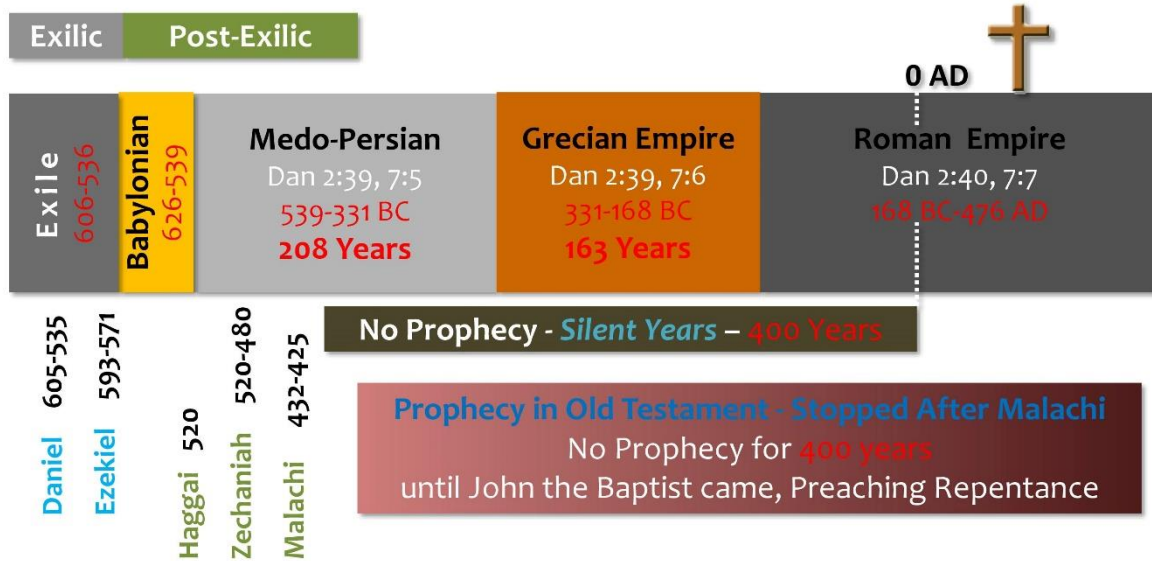 Exilic
Post-Exilic
0 AD
Exile
606-536
Babylonian
626-539
Medo-Persian
Dan 2:39, 7:5
539-331 BC
208 Years
Grecian Empire
Dan 2:39, 7:6
331-168 BC
163 Years
Roman Empire
Dan 2:40, 7:7
168 BC-476 AD
Daniel 605-535
Ezekiel 593-571
Haggai 520
Zechaniah 520-480
Malachi 432-425
No Prophecy - Silent Years – 400 Years
Prophecy in Old Testament - Stopped After Malachi
No Prophecy for 400 years
until John the Baptist came, Preaching Repentance